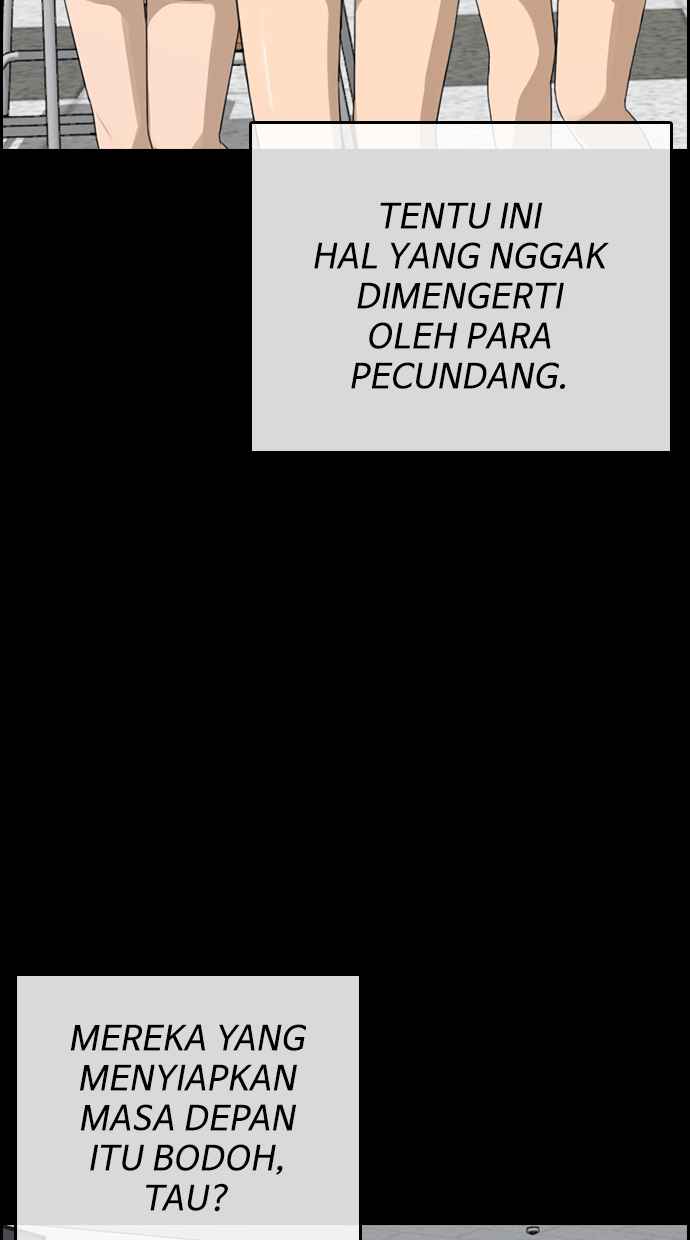 TENTU INI
HAL YANG NGGAK
DIMENGERTI
OLEH PARA
PECUNDANG.
MEREKA YANG
MENYIAPKAN
MASA DEPAN
ITU BODOH,
TAU?